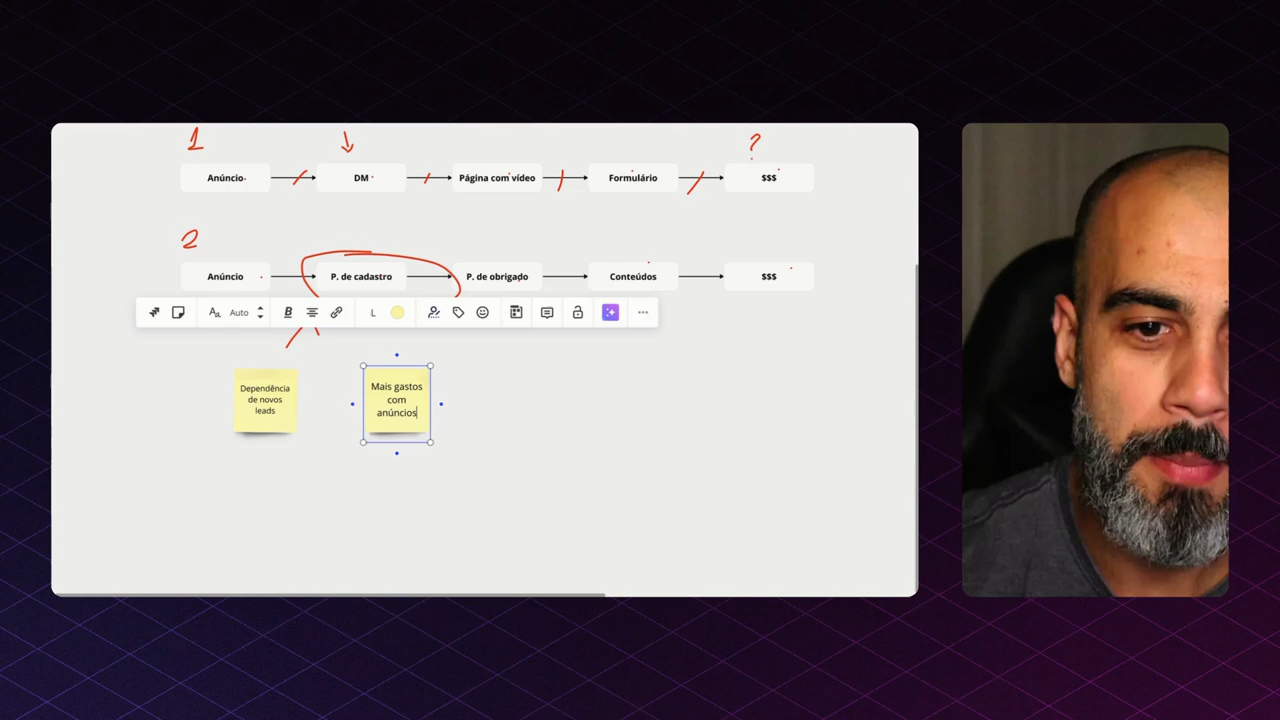 1
?
Anúncio
DM
Página com vídeo
Formulário
$$$
2
Anúncio
P. de cadastro
P. de obrigado
Conteúdos
$$$
Auto
B
L
Dependência
de novos
leads
Mais gastos
com
anúncios